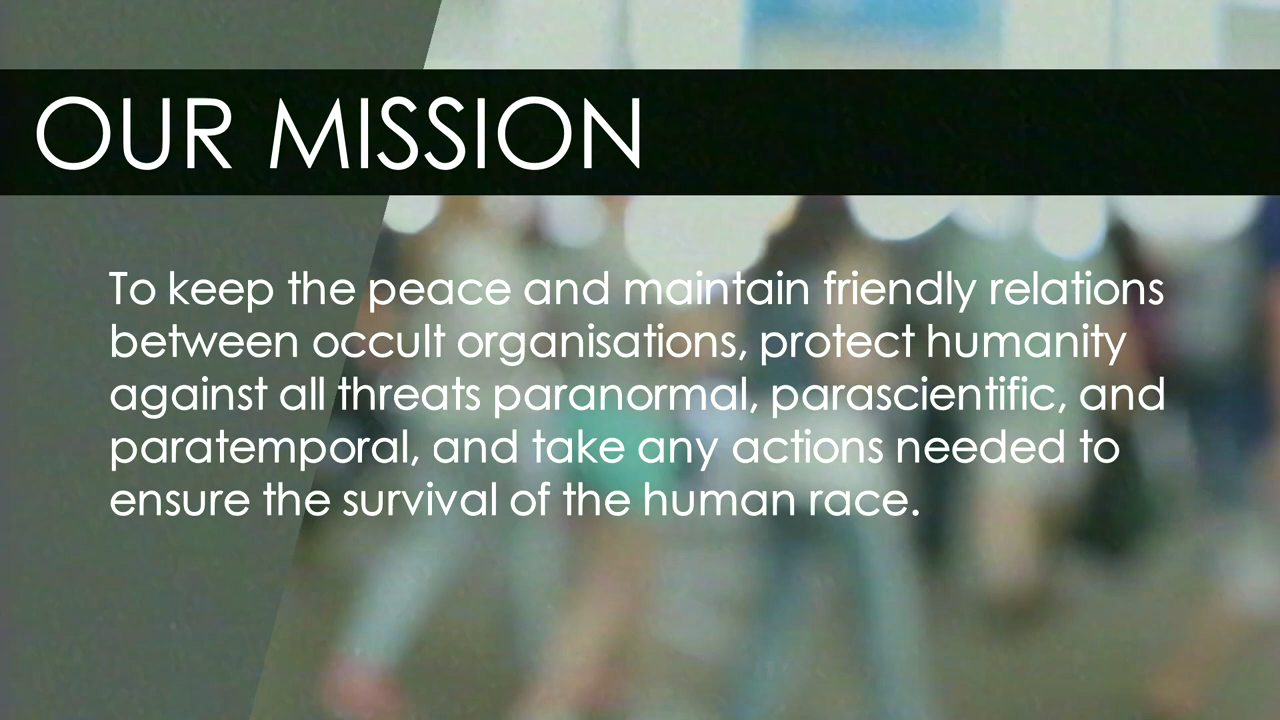 OUR MISSION
To keep the peace and maintain friendly relations
between occult organisations, protect humanity
against all threats paranormal, parascientific, and
paratemporal, and take any actions needed to
ensure the survival of the human race.